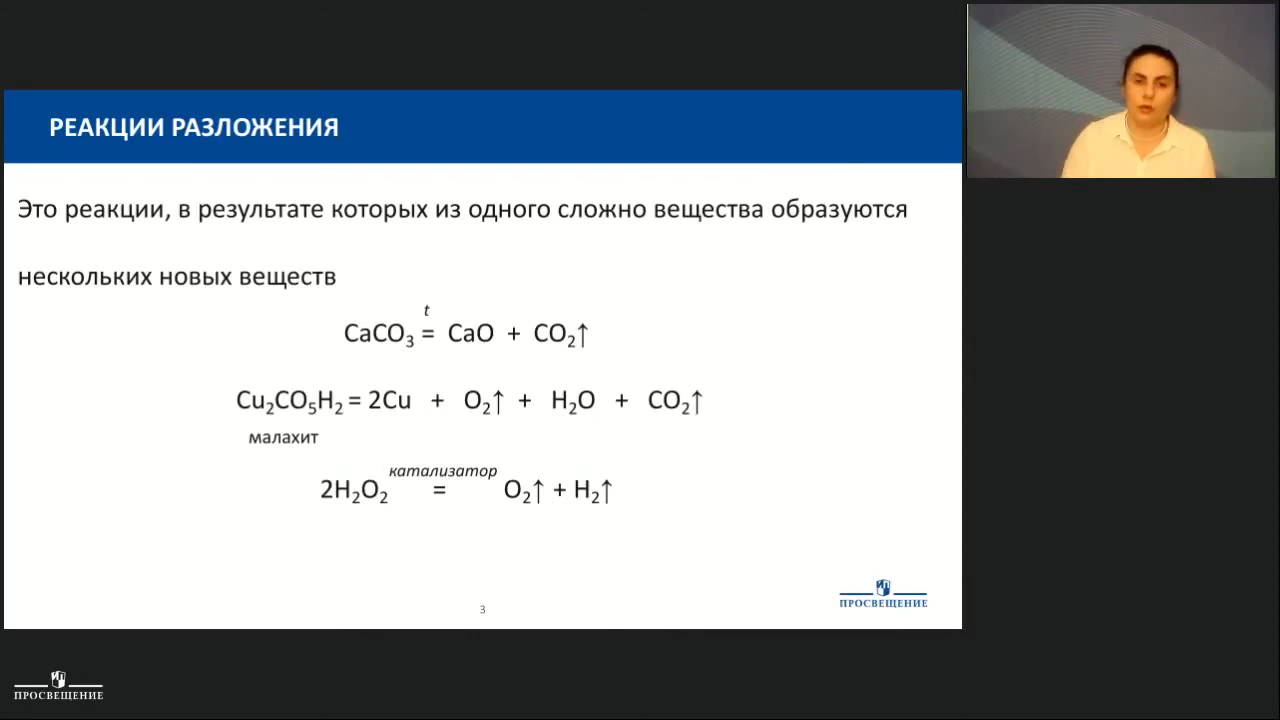 РЕАКЦИИ РАЗЛОЖЕНИЯ
Это реакции, в результате которых из одного сложно вещества образуются
нескольких новых веществ
t
CaCO₃ = CaO + CO₂↑
Cu₂CO₅H₂ = 2Cu + O₂↑ + H₂O + CO₂↑
малахит
катализатор
2H₂O₂ = O₂↑ + H₂↑
ПРОСВЕЩЕНИЕ
3
ПРОСВЕЩЕНИЕ